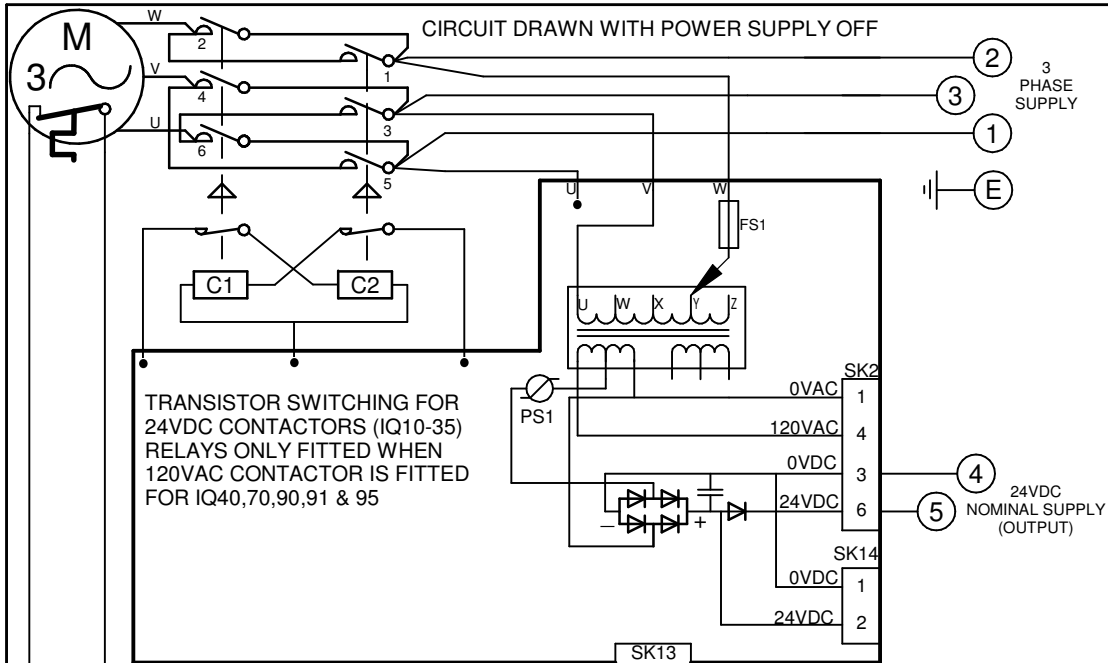 CIRCUIT DRAWN WITH POWER SUPPLY OFF
M
3
W
V
U
2
4
6
1
3
5
2
3
1
E
3
PHASE
SUPPLY
U
V
W
FS1
C1
C2
U
W
X
Y
Z
PS1
TRANSISTOR SWITCHING FOR
24VDC CONTACTORS (IQ10-35)
RELAYS ONLY FITTED WHEN
120VAC CONTACTOR IS FITTED
FOR IQ40,70,90,91 & 95
SK2
0VAC 1
120VAC 4
0VDC 3
24VDC 6
4
5
24VDC
NOMINAL SUPPLY
(OUTPUT)
– +
SK14
0VDC 1
24VDC 2
SK13